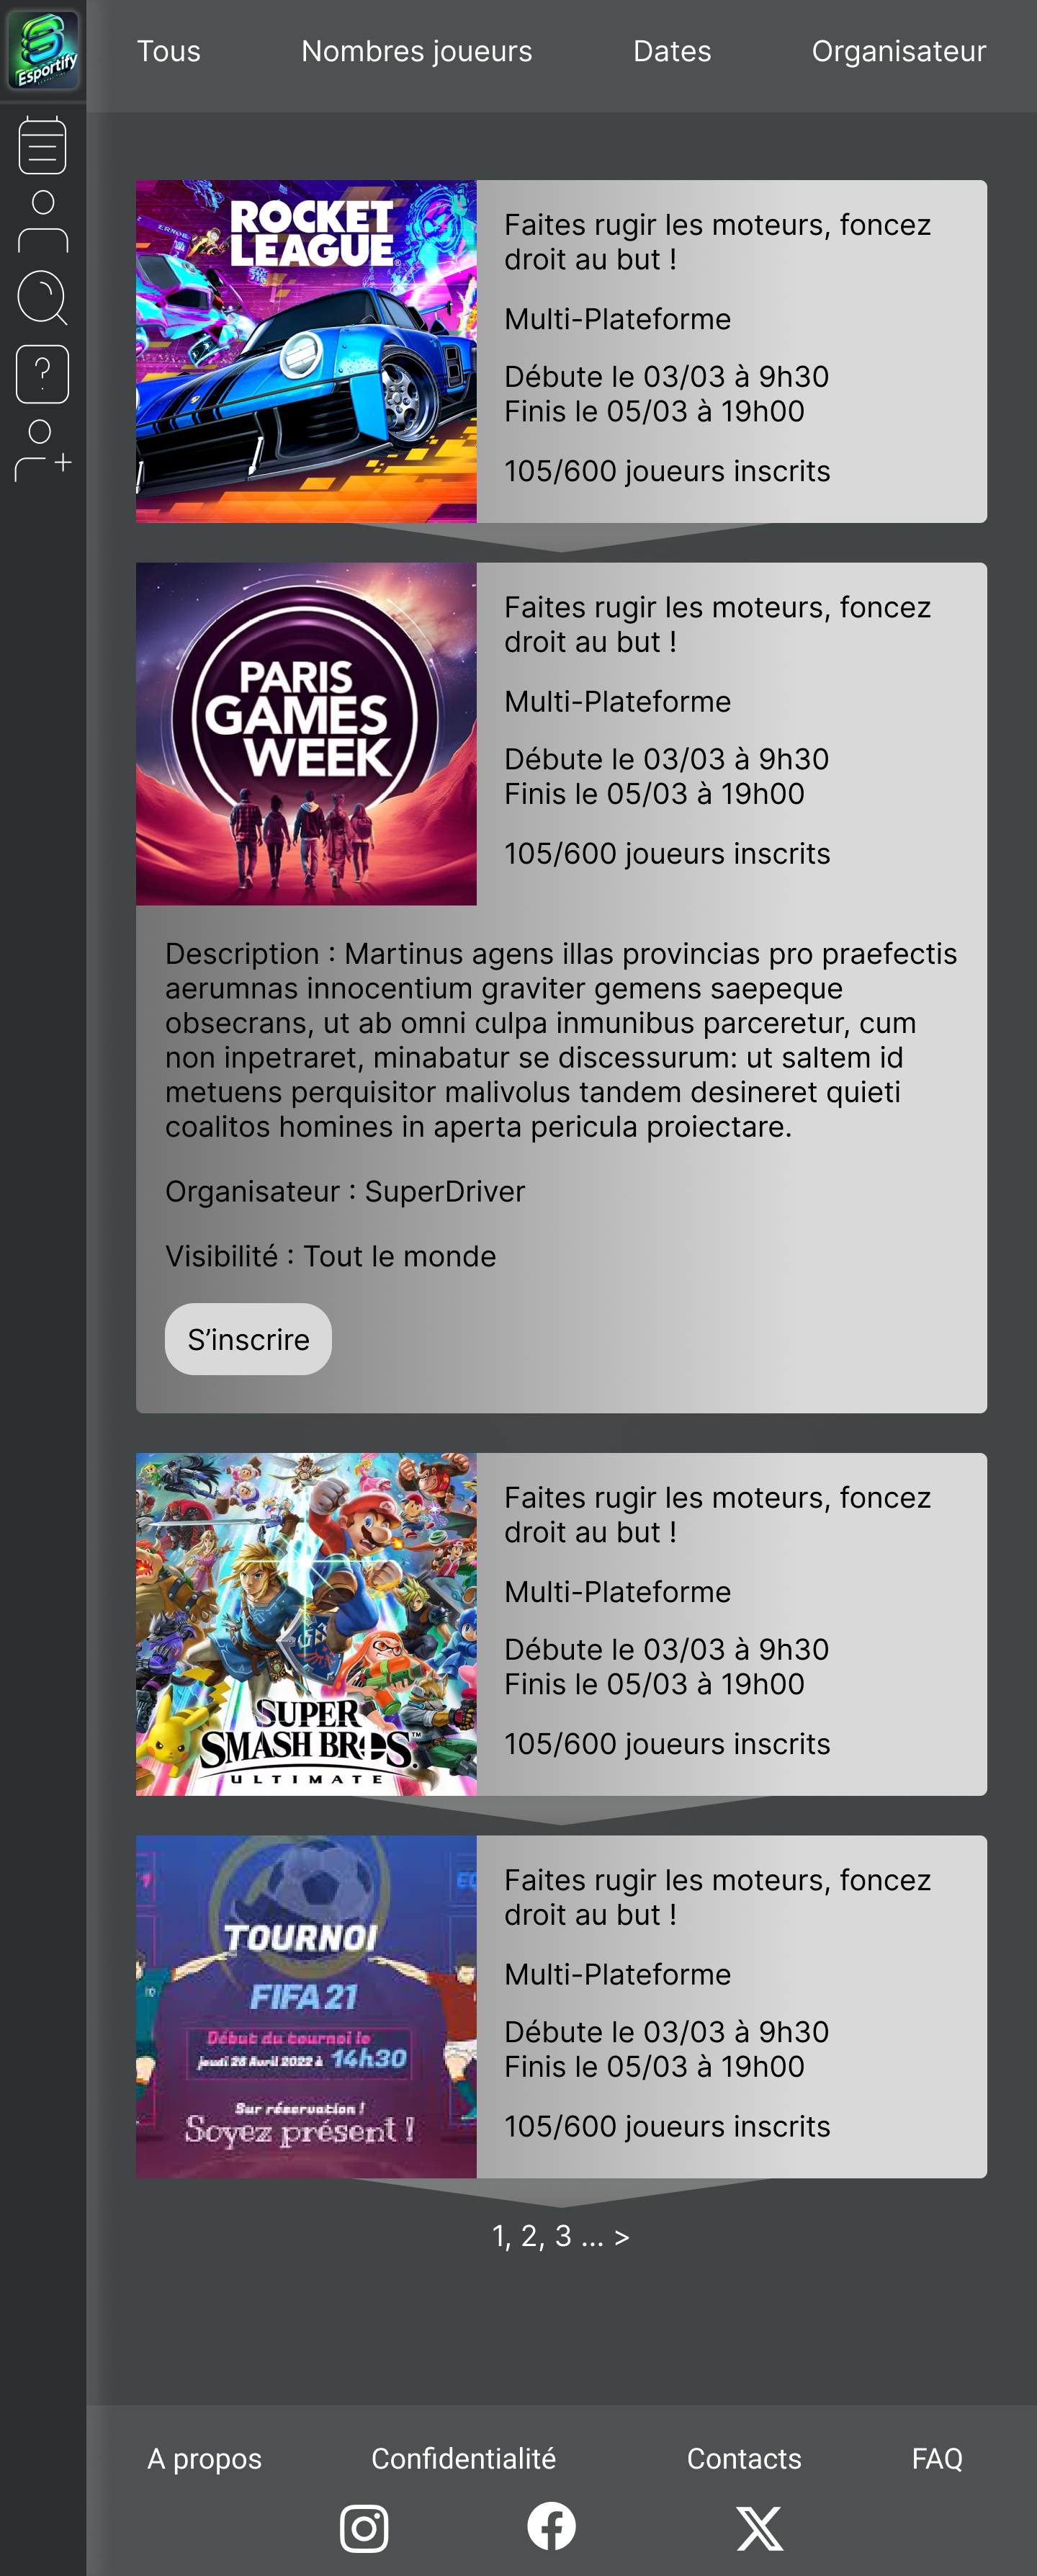 Esportify
Tous Nombres joueurs Dates Organisateur
ROCKET
LEAGUE
Faites rugir les moteurs, foncez
droit au but !
Multi-Plateforme
Débute le 03/03 à 9h30
Finis le 05/03 à 19h00
105/600 joueurs inscrits
PARIS
GAMES
WEEK
Faites rugir les moteurs, foncez
droit au but !
Multi-Plateforme
Débute le 03/03 à 9h30
Finis le 05/03 à 19h00
105/600 joueurs inscrits
Description : Martinus agens illas provincias pro praefectis
aerumnas innocentium graviter gemens saepeque
obsecrans, ut ab omni culpa inmunibus parceretur, cum
non inpetraret, minabatur se discessurum: ut saltem id
metuens perquisitor malivolus tandem desineret quieti
coalitos homines in aperta pericula proiectare.
Organisateur : SuperDriver
Visibilité : Tout le monde
S’inscrire
SUPER
SMASH BROS.™
ULTIMATE
Faites rugir les moteurs, foncez
droit au but !
Multi-Plateforme
Débute le 03/03 à 9h30
Finis le 05/03 à 19h00
105/600 joueurs inscrits
TOURNOI
FIFA 21
Début du tournoi le
jeudi 28 Avril 2022 à 14h30
Sur réservation !
Soyez présent !
Faites rugir les moteurs, foncez
droit au but !
Multi-Plateforme
Débute le 03/03 à 9h30
Finis le 05/03 à 19h00
105/600 joueurs inscrits
1, 2, 3 ... >
A propos Confidentialité Contacts FAQ